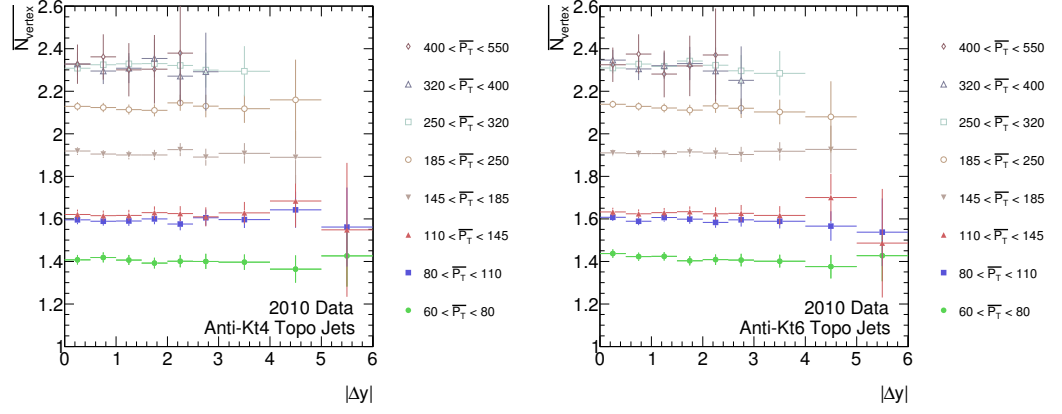 N_vertex
2.6
2.4
2.2
2
1.8
1.6
1.4
1.2
1
0 1 2 3 4 5 6
|Δy|
2010 Data
Anti-Kt4 Topo Jets
400 < P_T < 550
320 < P_T < 400
250 < P_T < 320
185 < P_T < 250
145 < P_T < 185
110 < P_T < 145
80 < P_T < 110
60 < P_T < 80
N_vertex
2.6
2.4
2.2
2
1.8
1.6
1.4
1.2
1
0 1 2 3 4 5 6
|Δy|
2010 Data
Anti-Kt6 Topo Jets
400 < P_T < 550
320 < P_T < 400
250 < P_T < 320
185 < P_T < 250
145 < P_T < 185
110 < P_T < 145
80 < P_T < 110
60 < P_T < 80